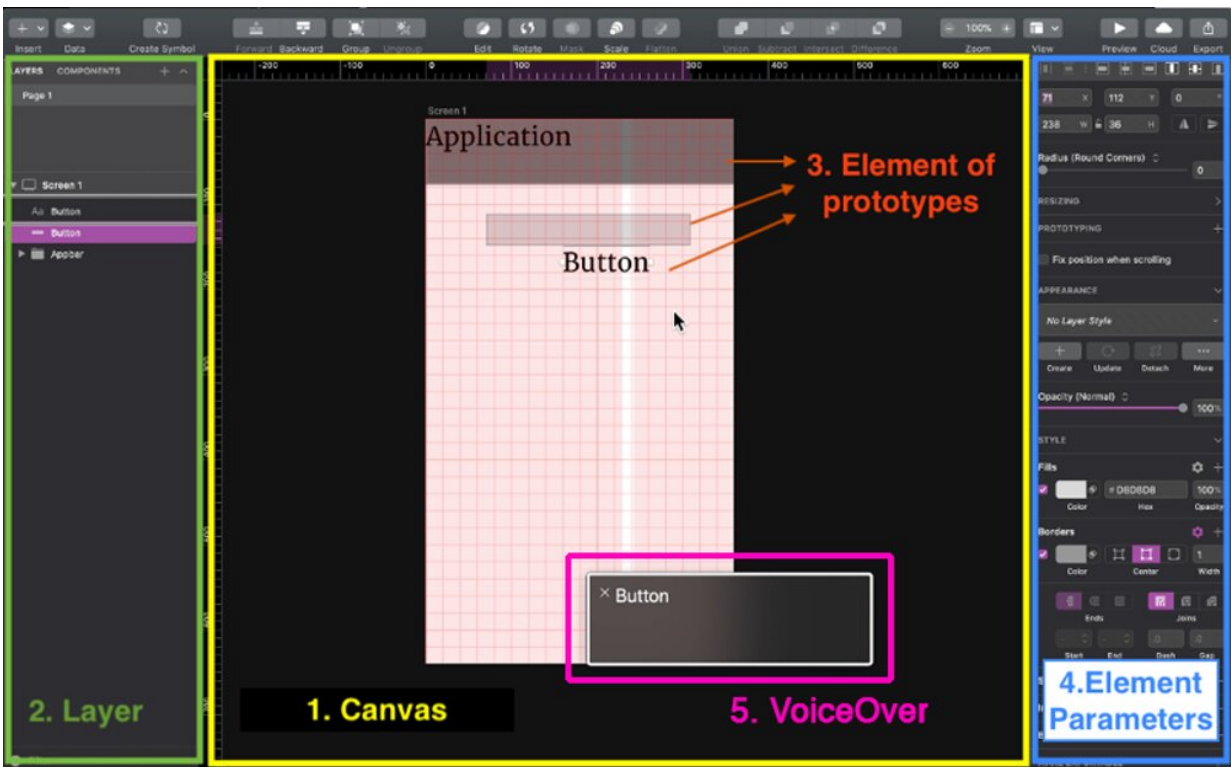 Insert Data Create Symbol Forward Backward Group Ungroup Edit Rotate Mask Scale Flatten Union Subtract Intersect Difference 100% Zoom View Preview Cloud Export
LAYERS COMPONENTS
Page 1
Screen 1
Aa Button
Button
Appbar
2. Layer
-200 -100 0 100 200 300 400 500 600
Screen 1
Application
Button
3. Element of
prototypes
× Button
1. Canvas
5. VoiceOver
71 X 112 Y 0 °
238 W 36 H
Radius (Round Corners)
0
RESIZING
PROTOTYPING
Fix position when scrolling
APPEARANCE
No Layer Style
Create Update Detach More
Opacity (Normal)
100%
STYLE
Fills
# D8D8D8 100%
Color Hex Opacity
Borders
1
Color Center Width
Ends Joins
Start End Dash Gap
4.Element
Parameters